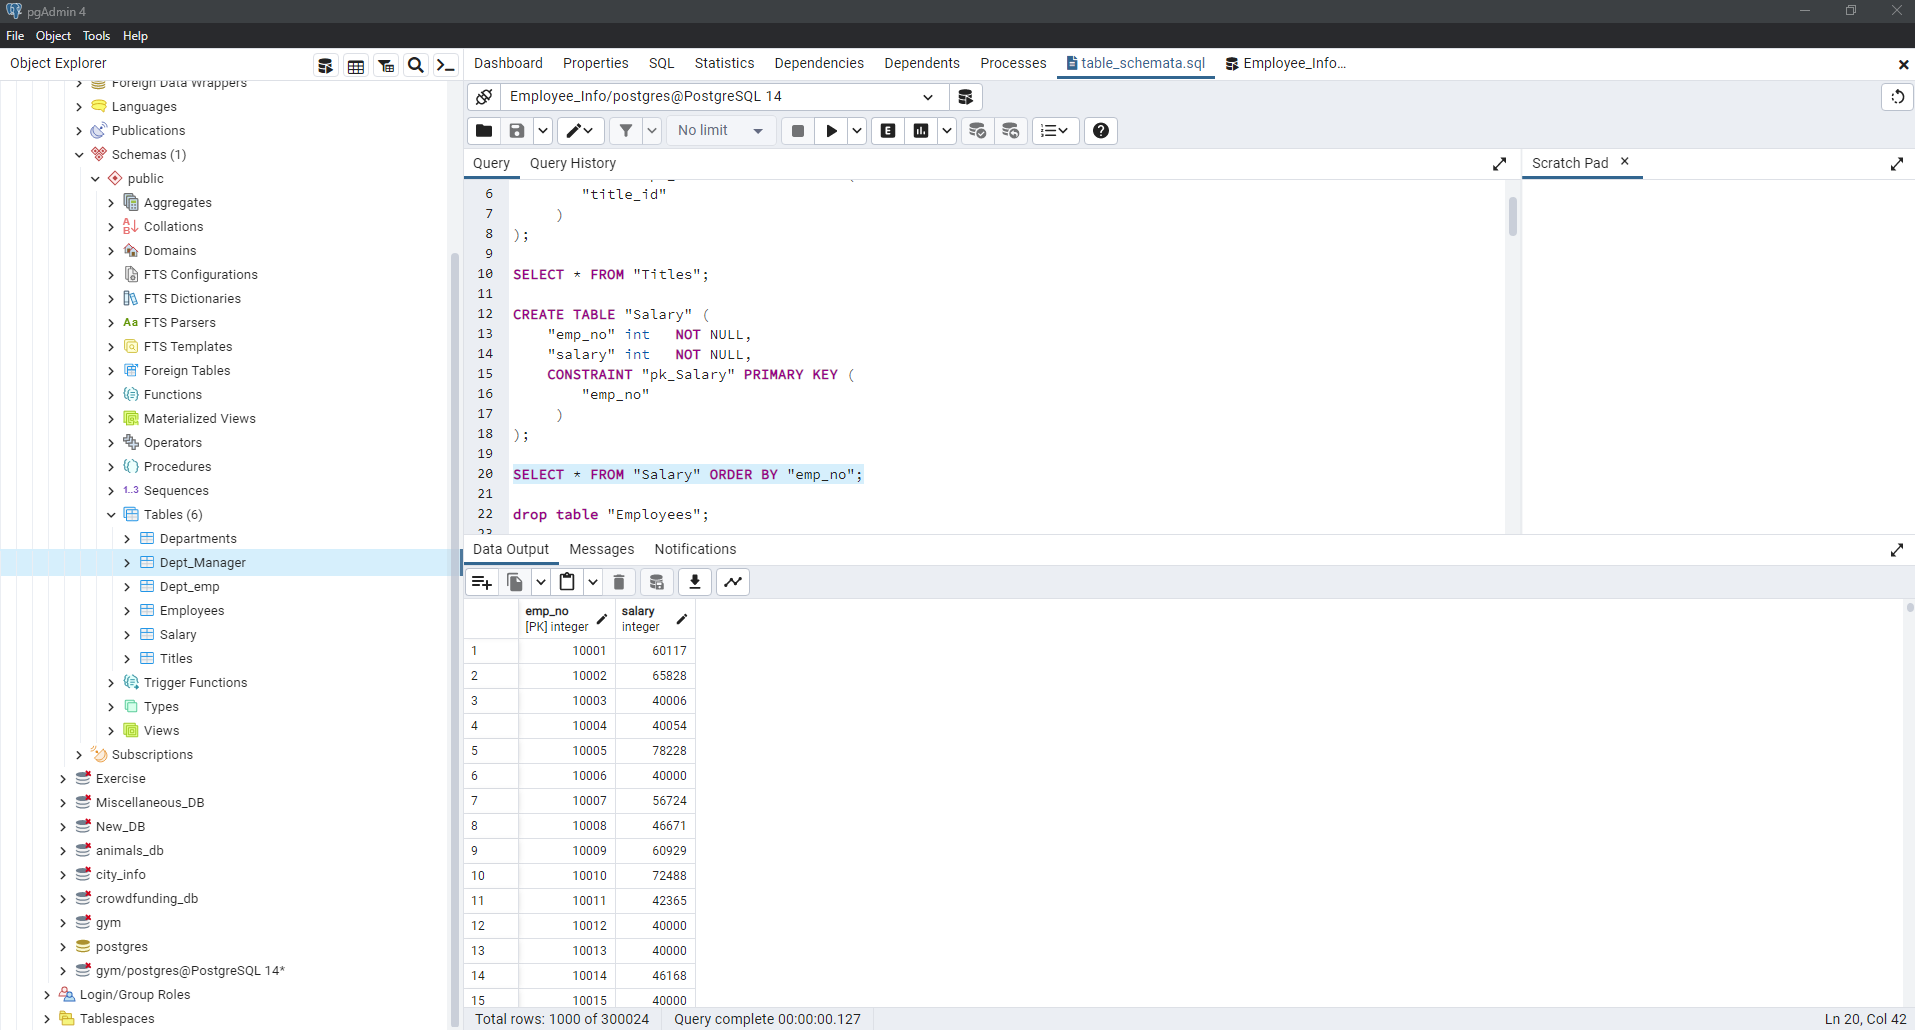 pgAdmin 4
File Object Tools Help
Object Explorer
Foreign Data Wrappers
Languages
Publications
Schemas (1)
public
Aggregates
Collations
Domains
FTS Configurations
FTS Dictionaries
Aa FTS Parsers
FTS Templates
Foreign Tables
Functions
Materialized Views
Operators
Procedures
1..3 Sequences
Tables (6)
Departments
Dept_Manager
Dept_emp
Employees
Salary
Titles
Trigger Functions
Types
Views
Subscriptions
Exercise
Miscellaneous_DB
New_DB
animals_db
city_info
crowdfunding_db
gym
postgres
gym/postgres@PostgreSQL 14*
Login/Group Roles
Tablespaces
Dashboard Properties SQL Statistics Dependencies Dependents Processes table_schemata.sql Employee_Info...
Employee_Info/postgres@PostgreSQL 14
No limit
E
Query Query History
Scratch Pad
6 "title_id"
7 )
8 );
9
10 SELECT * FROM "Titles";
11
12 CREATE TABLE "Salary" (
13 "emp_no" int NOT NULL,
14 "salary" int NOT NULL,
15 CONSTRAINT "pk_Salary" PRIMARY KEY (
16 "emp_no"
17 )
18 );
19
20 SELECT * FROM "Salary" ORDER BY "emp_no";
21
22 drop table "Employees";
23
Data Output Messages Notifications
emp_no salary
[PK] integer integer
1 10001 60117
2 10002 65828
3 10003 40006
4 10004 40054
5 10005 78228
6 10006 40000
7 10007 56724
8 10008 46671
9 10009 60929
10 10010 72488
11 10011 42365
12 10012 40000
13 10013 40000
14 10014 46168
15 10015 40000
Total rows: 1000 of 300024 Query complete 00:00:00.127 Ln 20, Col 42